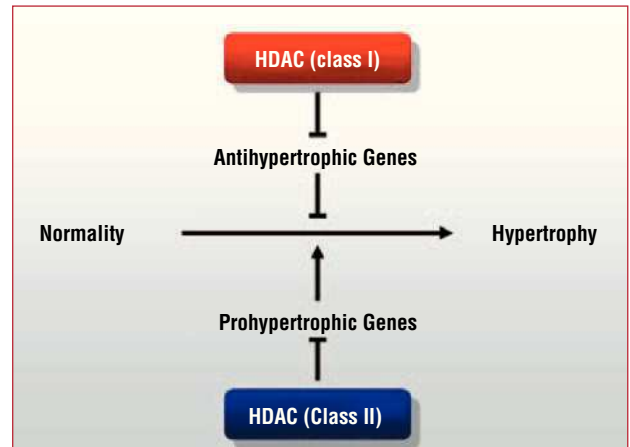 HDAC (class I)
Antihypertrophic Genes
Normality
Hypertrophy
Prohypertrophic Genes
HDAC (Class II)